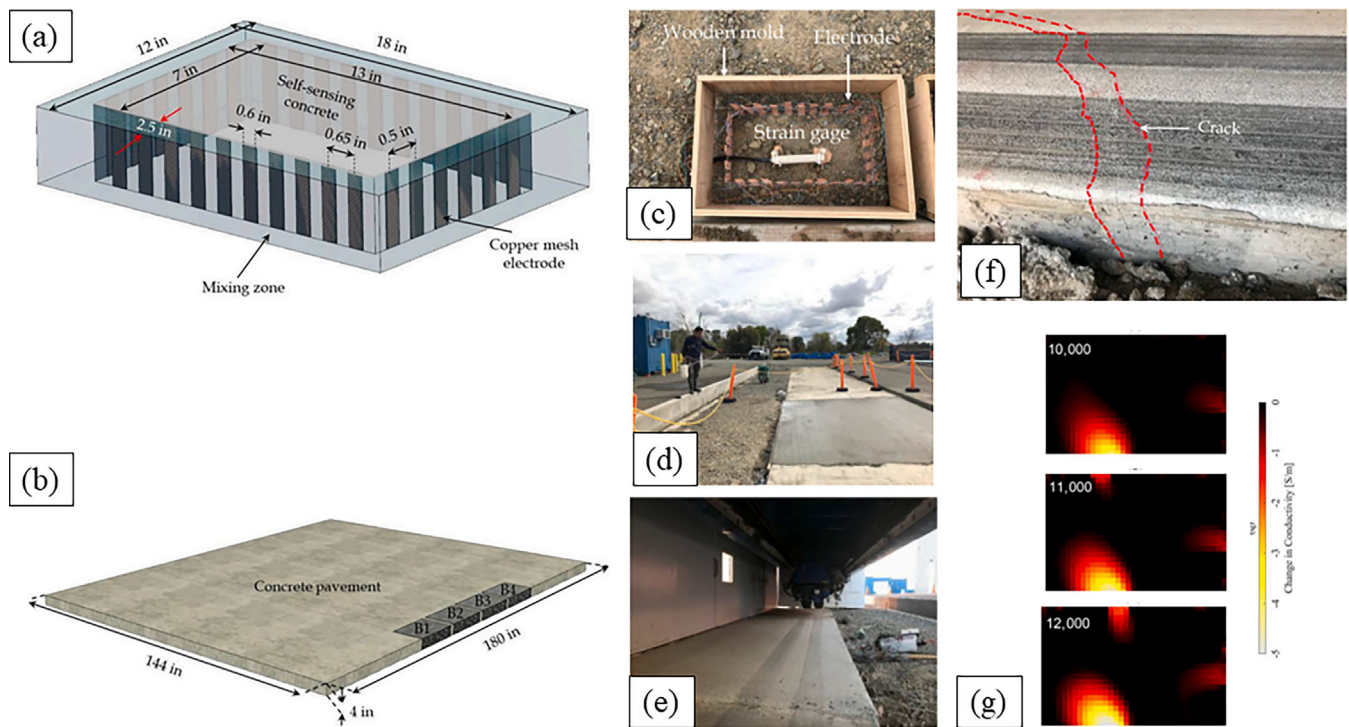 (a)
12 in
18 in
7 in
13 in
Self-sensing
concrete
2.5 in
0.6 in
0.65 in
0.5 in
Copper mesh
electrode
Mixing zone
(b)
Concrete pavement
B1
B2
B3
B4
144 in
180 in
4 in
(c)
Wooden mold
Electrode
Strain gage
(d)
(e)
(f)
Crack
(g)
10,000
11,000
12,000
0
-1
-2
-3
-4
-5
Change in Conductivity [S/m]